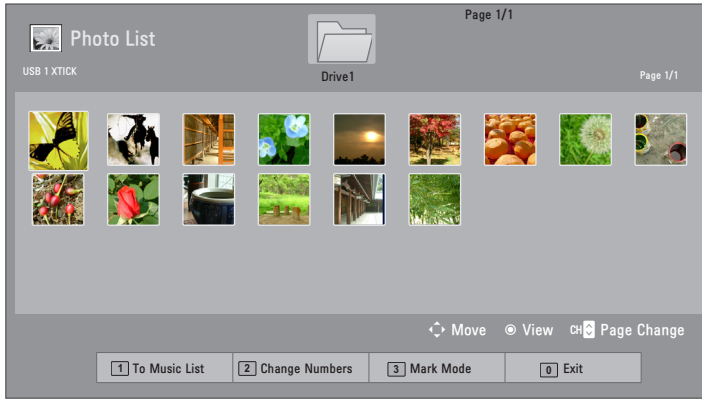 Page 1/1
Photo List
USB 1 XTICK
Drive1
Page 1/1
Move View CH Page Change
1 To Music List 2 Change Numbers 3 Mark Mode 0 Exit